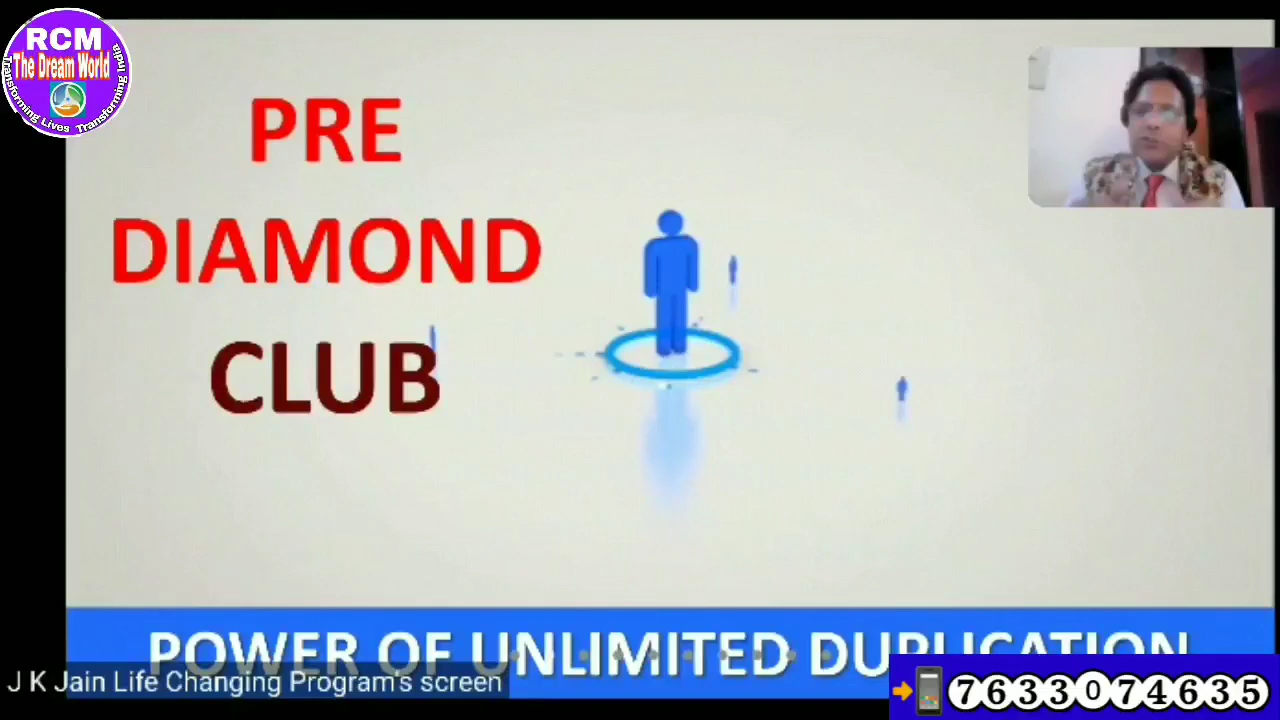 RCM
The Dream World
Transforming Lives Transforming India
PRE
DIAMOND
CLUB
POWER OF UNLIMITED DUPLICATION
J K Jain Life Changing Program's screen
7633074635